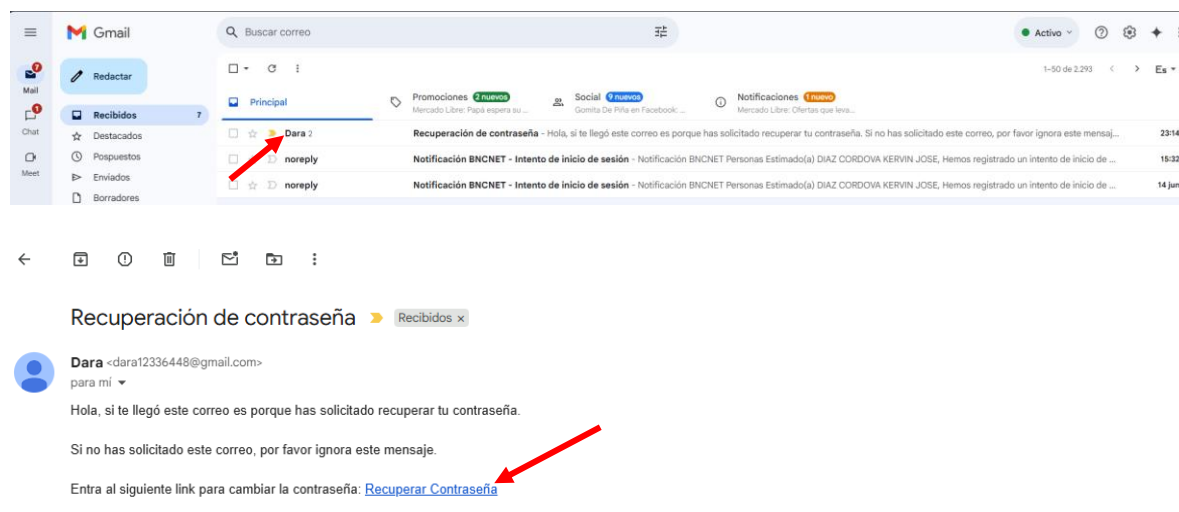 Gmail
Buscar correo
Activo
7
Mail
Redactar
1–50 de 2.293
Es
9
Chat
Recibidos 7
Principal
Promociones 2 nuevos
Mercado Libre: Papá espera su ...
Social 9 nuevos
Gomita De Piña en Facebook: ...
Notificaciones 1 nuevo
Mercado Libre: Ofertas que leva...
Destacados
Dara 2 Recuperación de contraseña - Hola, si te llegó este correo es porque has solicitado recuperar tu contraseña. Si no has solicitado este correo, por favor ignora este mensaj... 23:14
Meet
Pospuestos
noreply Notificación BNCNET - Intento de inicio de sesión - Notificación BNCNET Personas Estimado(a) DIAZ CORDOVA KERVIN JOSE, Hemos registrado un intento de inicio de ... 15:32
Enviados
noreply Notificación BNCNET - Intento de inicio de sesión - Notificación BNCNET Personas Estimado(a) DIAZ CORDOVA KERVIN JOSE, Hemos registrado un intento de inicio de ... 14 jun
Borradores
Recuperación de contraseña Recibidos x
Dara <dara12336448@gmail.com>
para mí
Hola, si te llegó este correo es porque has solicitado recuperar tu contraseña.
Si no has solicitado este correo, por favor ignora este mensaje.
Entra al siguiente link para cambiar la contraseña: Recuperar Contraseña